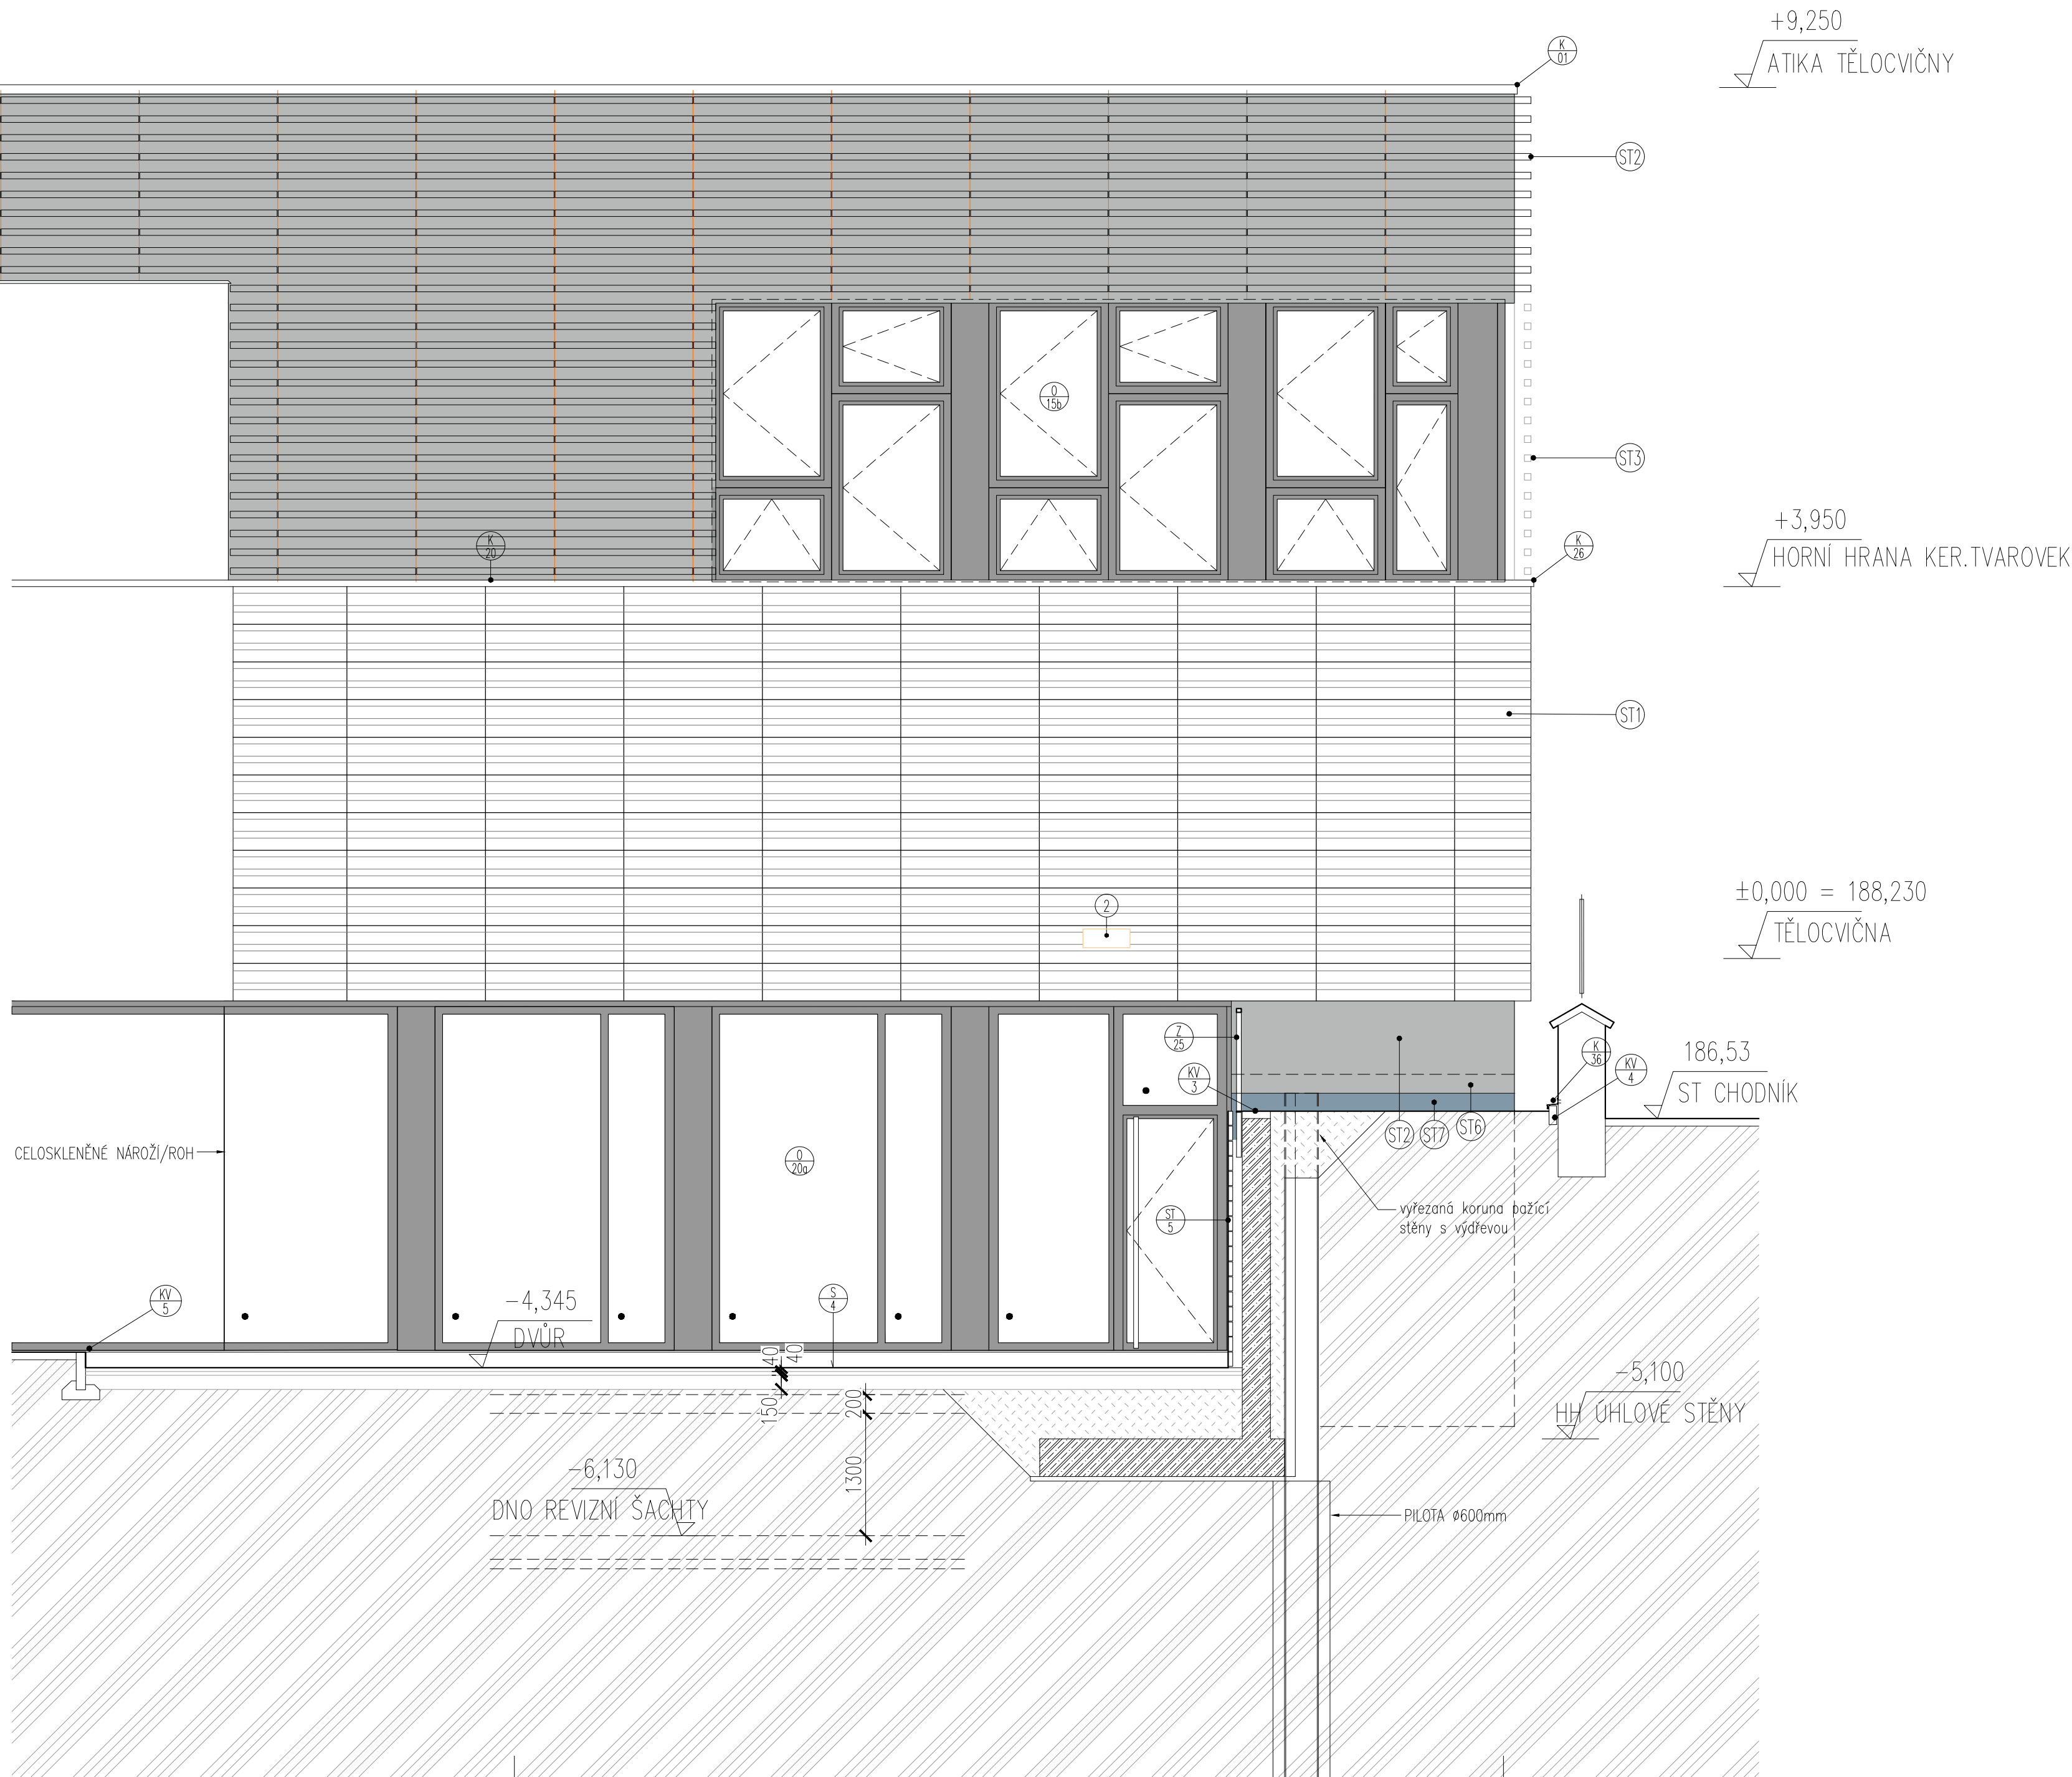 +9,250
ATIKA TĚLOCVIČNY
K
01
ST2
O
15b
ST3
+3,950
HORNÍ HRANA KER.TVAROVEK
K
20
K
26
ST1
±0,000 = 188,230
TĚLOCVIČNA
2
Z
25
K
36
KV
4
186,53
ST CHODNÍK
KV
3
ST2
ST7
ST6
CELOSKLENĚNÉ NÁROŽÍ/ROH
O
20a
vyřezaná koruna pažící
stěny s výdřevou
ST
5
KV
5
-4,345
DVŮR
S
4
40
40
150
200
1300
-5,100
HH ÚHLOVÉ STĚNY
-6,130
DNO REVIZNÍ ŠACHTY
PILOTA ø600mm